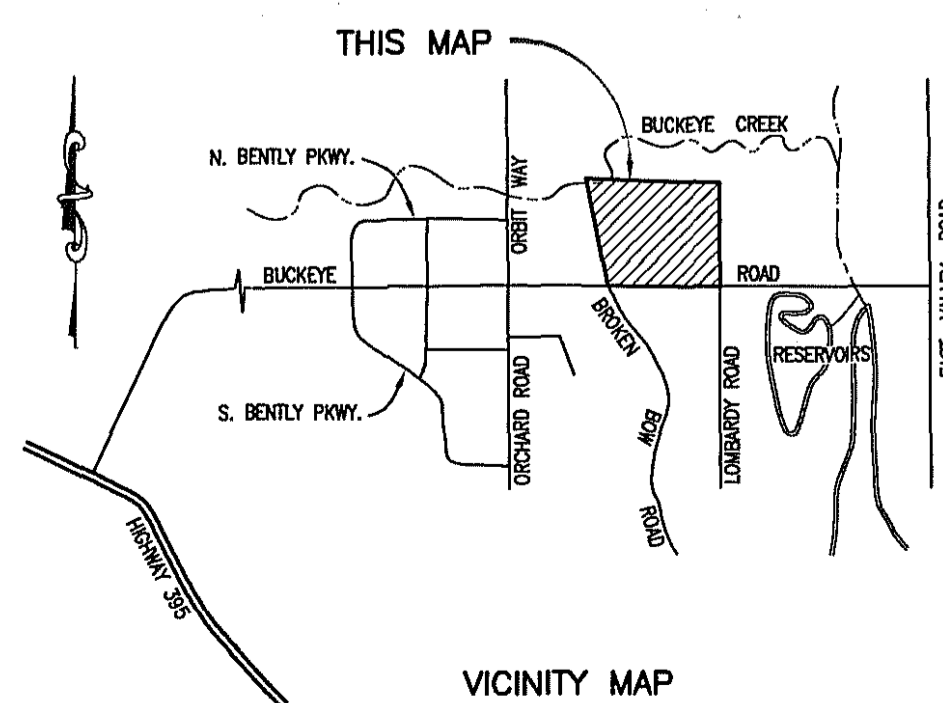 THIS MAP
BUCKEYE CREEK
N. BENTLY PKWY.
ORBIT WAY
BUCKEYE
ROAD
BROKEN
BOW
ROAD
RESERVOIRS
S. BENTLY PKWY.
ORCHARD ROAD
LOMBARDY ROAD
HIGHWAY 395
VICINITY MAP